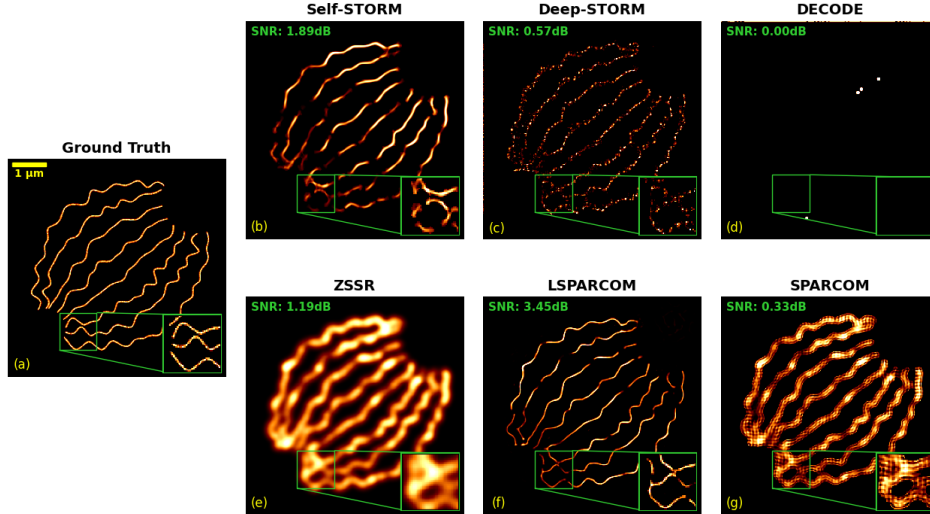 Self-STORM
Deep-STORM
DECODE
SNR: 1.89dB
SNR: 0.57dB
SNR: 0.00dB
(b)
(c)
(d)
Ground Truth
1 μm
(a)
ZSSR
LSPARCOM
SPARCOM
SNR: 1.19dB
SNR: 3.45dB
SNR: 0.33dB
(e)
(f)
(g)